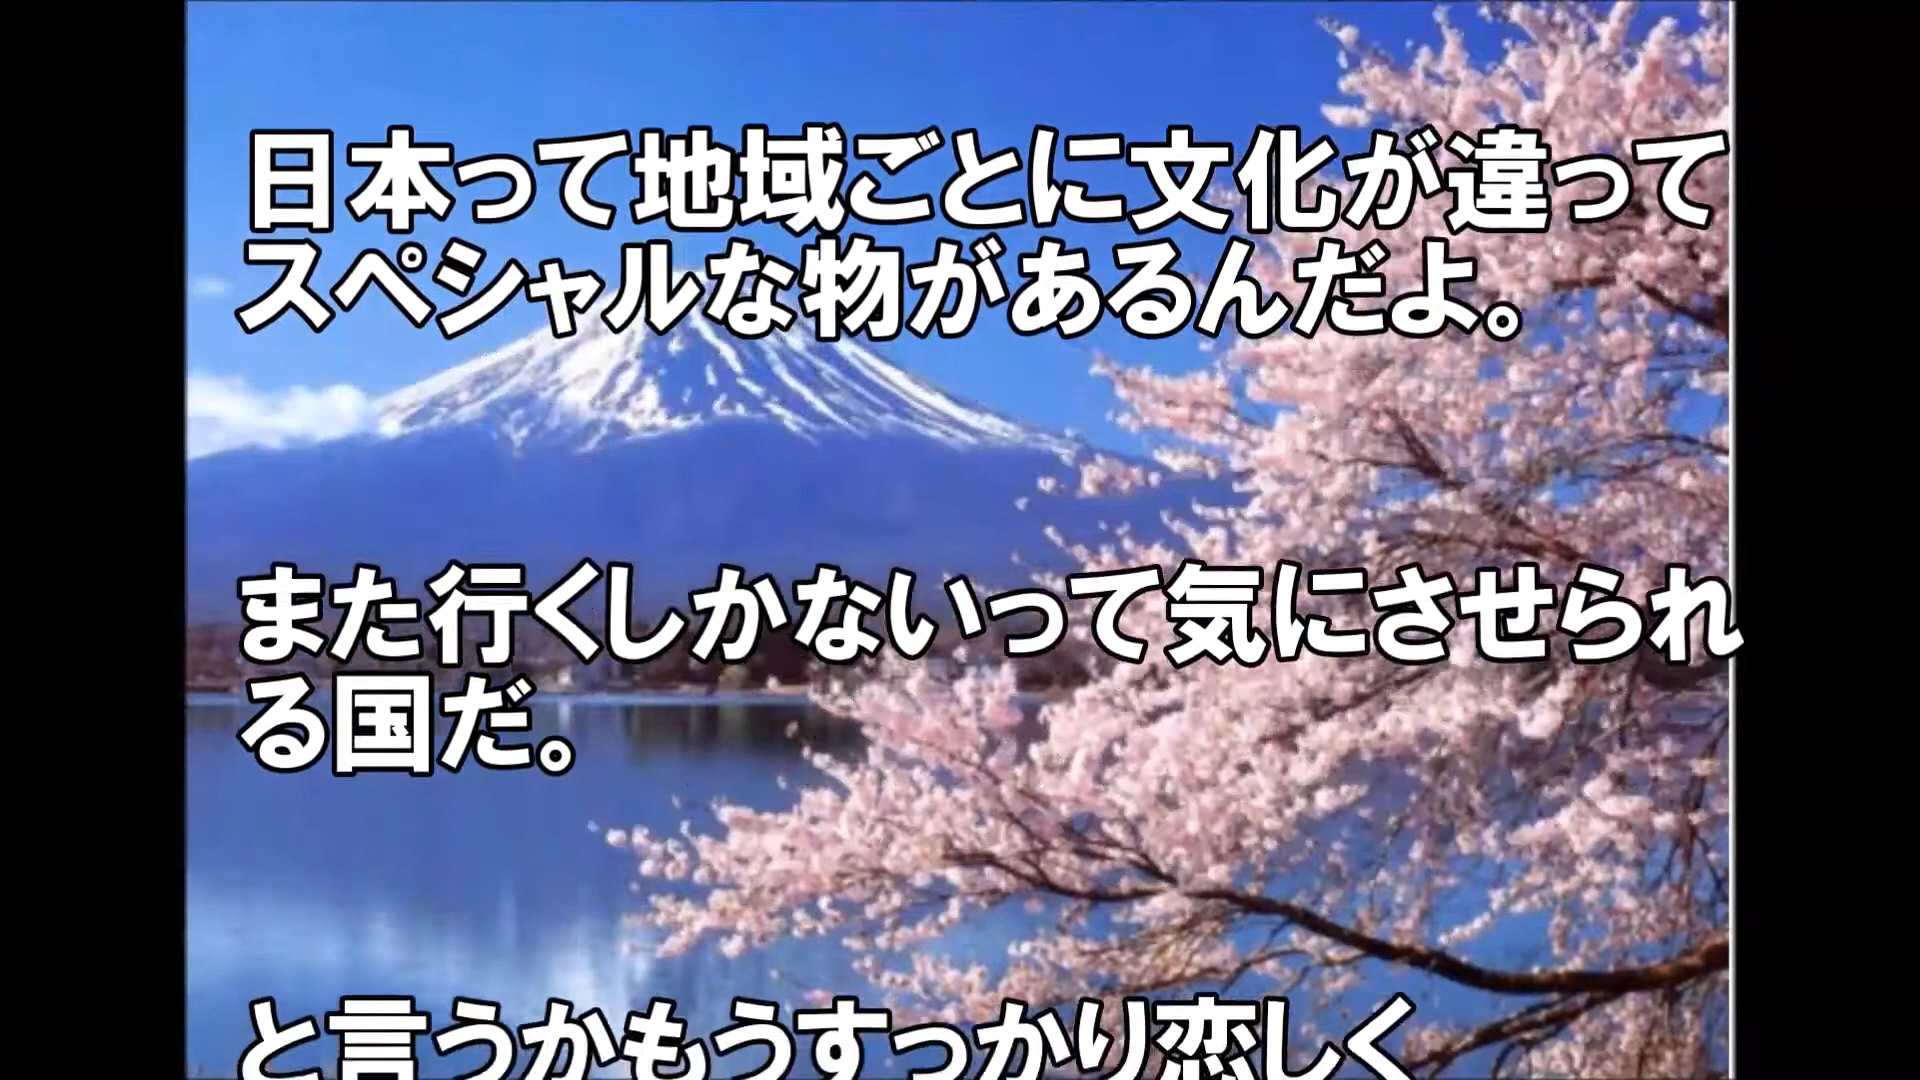 日本って地域ごとに文化が違って
スペシャルな物があるんだよ。
また行くしかないって気にさせられ
る国だ。
と言うかもうすっかり恋しく